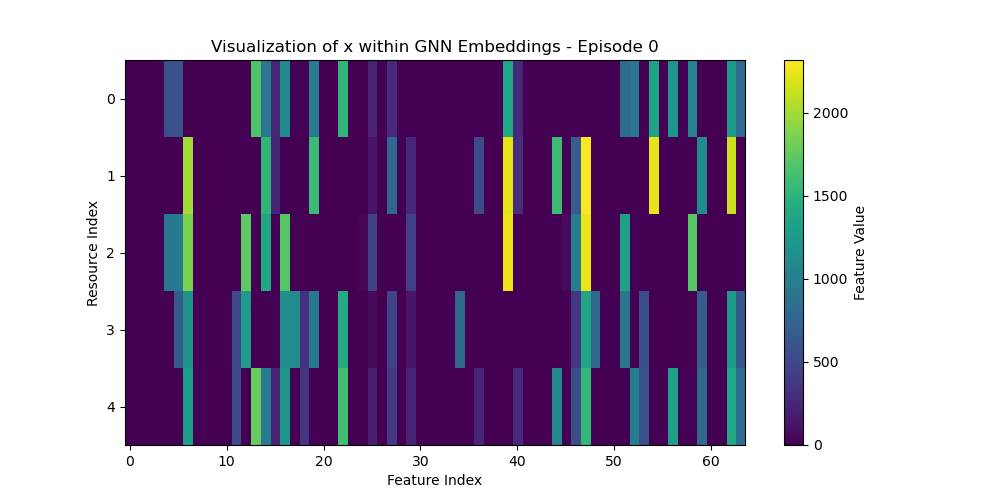 Visualization of x within GNN Embeddings - Episode 0
Resource Index
0
1
2
3
4
0 10 20 30 40 50 60
Feature Index
2000
1500
1000
500
0
Feature Value